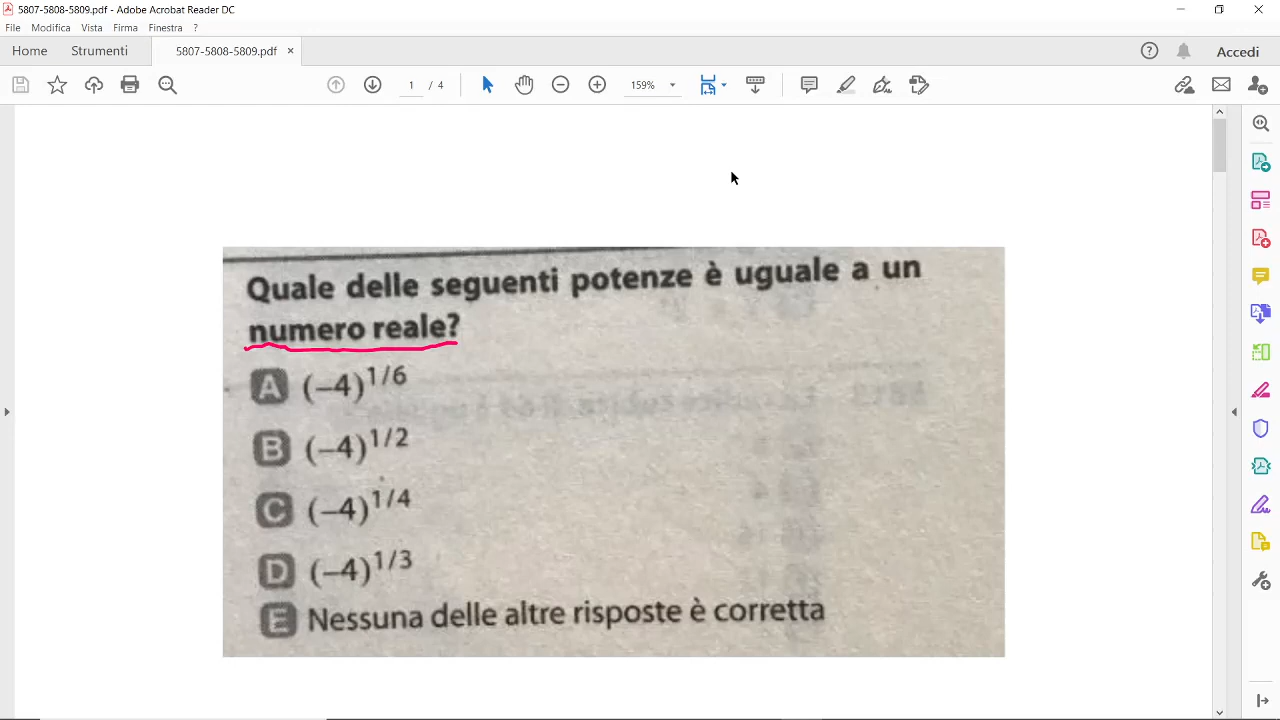 5807-5808-5809.pdf - Adobe Acrobat Reader DC
File Modifica Vista Firma Finestra ?
Home Strumenti 5807-5808-5809.pdf × Accedi
1 / 4 159%
Quale delle seguenti potenze è uguale a un
numero reale?
A (–4)^1/6
B (–4)^1/2
C (–4)^1/4
D (–4)^1/3
E Nessuna delle altre risposte è corretta